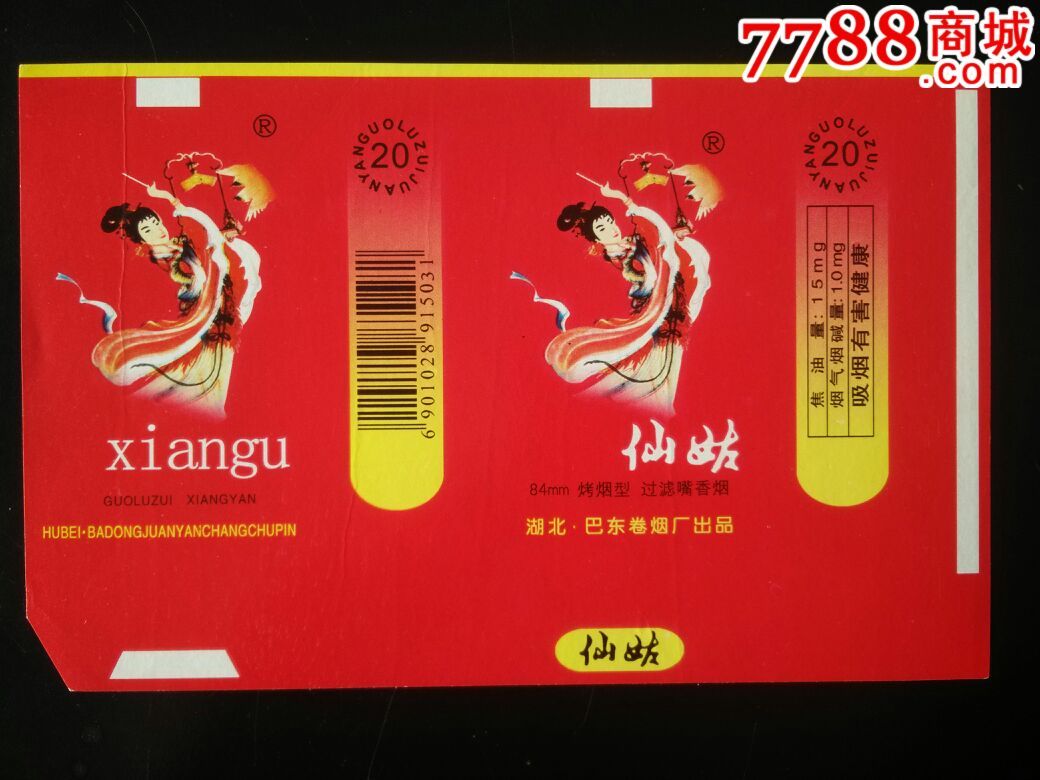 7788商城
.com
®
GUOLUZUIJUANYAN
20
6901028915031
xiangu
GUOLUZUI XIANGYAN
HUBEI·BADONGJUANYANCHANGCHUPIN
®
GUOLUZUIJUANYAN
20
焦油量:15mg
烟气烟碱量:1.0mg
吸烟有害健康
仙姑
84mm 烤烟型 过滤嘴香烟
湖北·巴东卷烟厂出品
仙姑